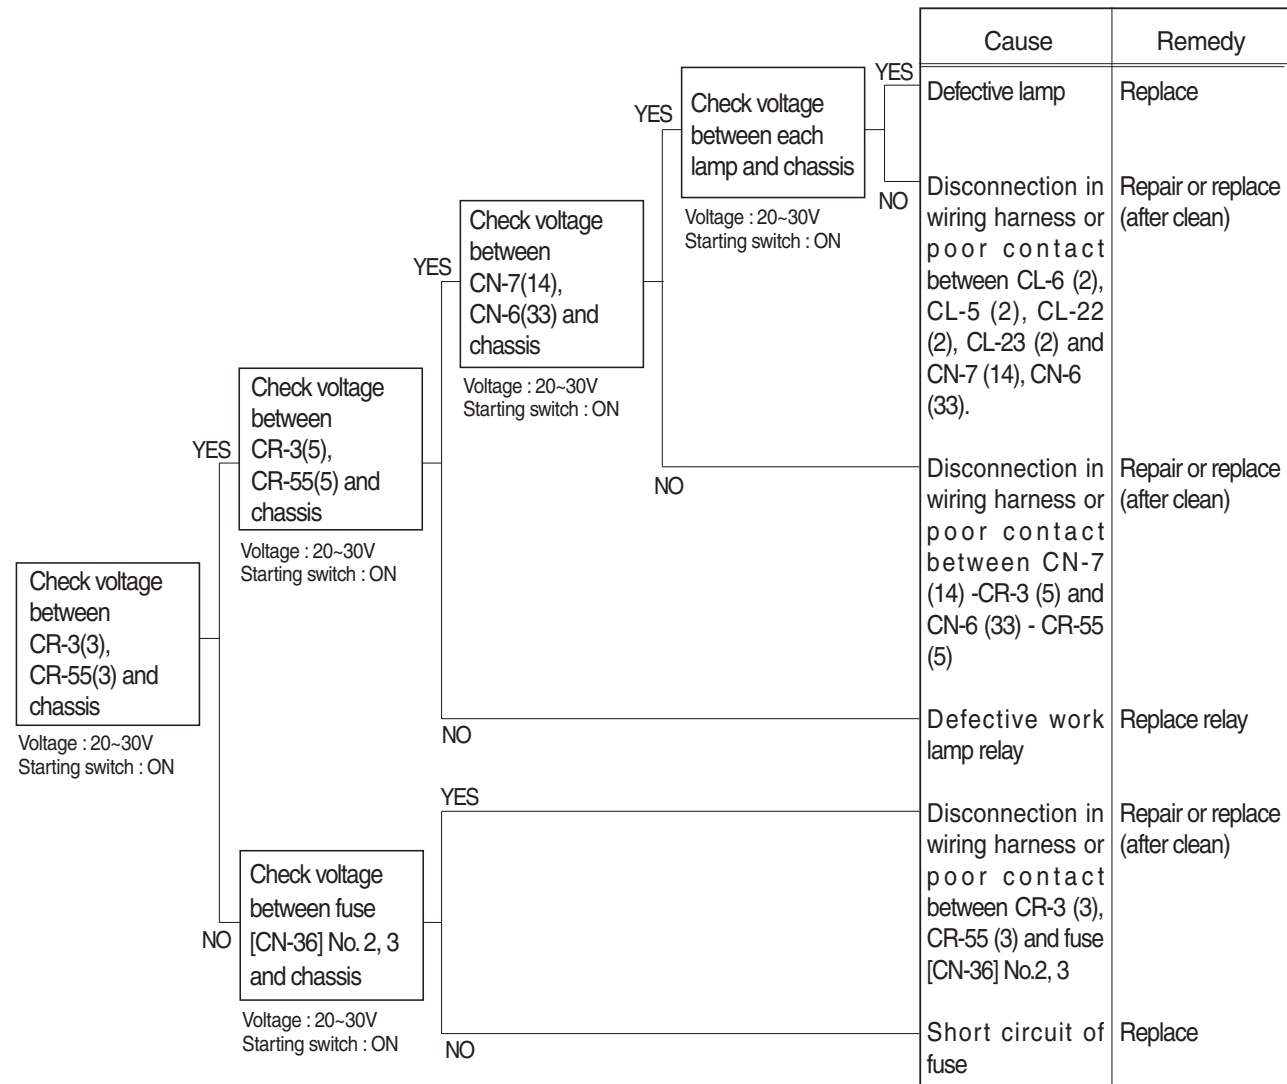 Cause
Remedy
YES
Defective lamp
Replace
YES
Check voltage
between each
lamp and chassis
NO
Voltage : 20~30V
Starting switch : ON
Disconnection in
wiring harness or
poor contact
between CL-6 (2),
CL-5 (2), CL-22
(2), CL-23 (2) and
CN-7 (14), CN-6
(33).
Repair or replace
(after clean)
YES
Check voltage
between
CN-7(14),
CN-6(33) and
chassis
Voltage : 20~30V
Starting switch : ON
NO
Disconnection in
wiring harness or
poor contact
between CN-7
(14) -CR-3 (5) and
CN-6 (33) - CR-55
(5)
Repair or replace
(after clean)
YES
Check voltage
between
CR-3(5),
CR-55(5) and
chassis
Voltage : 20~30V
Starting switch : ON
NO
Defective work
lamp relay
Replace relay
Check voltage
between
CR-3(3),
CR-55(3) and
chassis
Voltage : 20~30V
Starting switch : ON
YES
Disconnection in
wiring harness or
poor contact
between CR-3 (3),
CR-55 (3) and fuse
[CN-36] No.2, 3
Repair or replace
(after clean)
NO
Check voltage
between fuse
[CN-36] No. 2, 3
and chassis
Voltage : 20~30V
Starting switch : ON
NO
Short circuit of
fuse
Replace